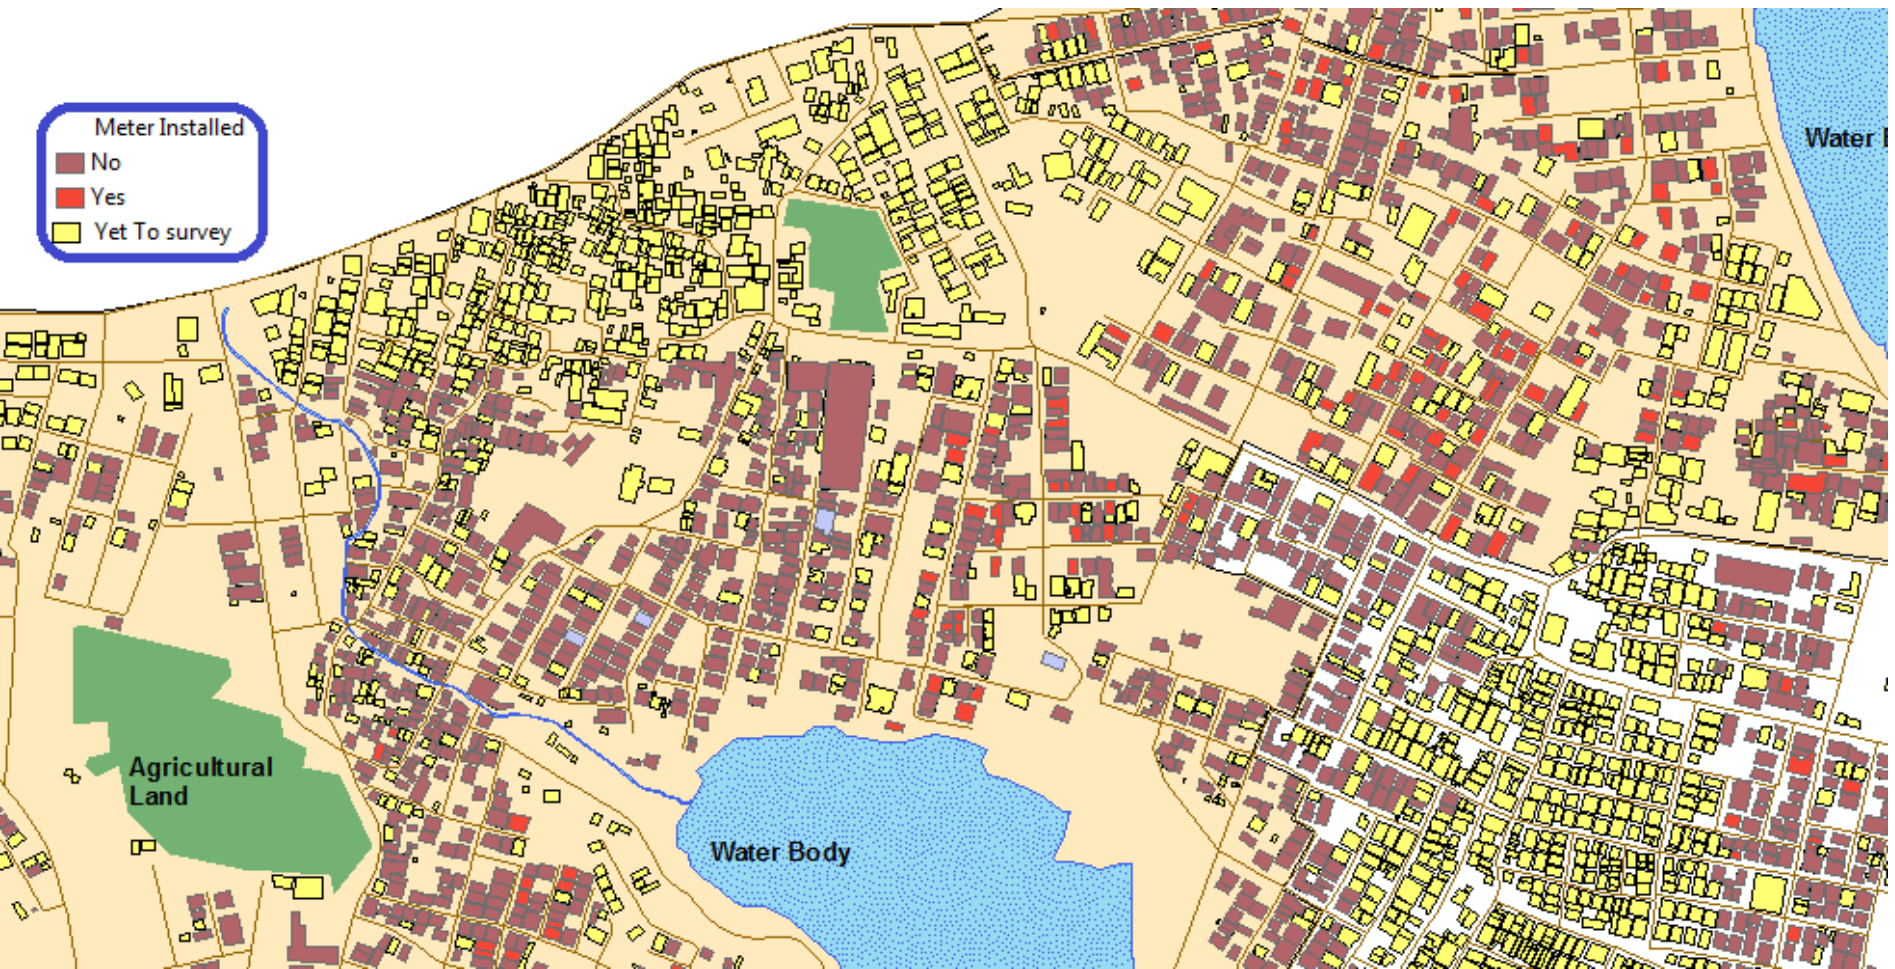 Meter Installed
No
Yes
Yet To survey
Water
Agricultural
Land
Water Body